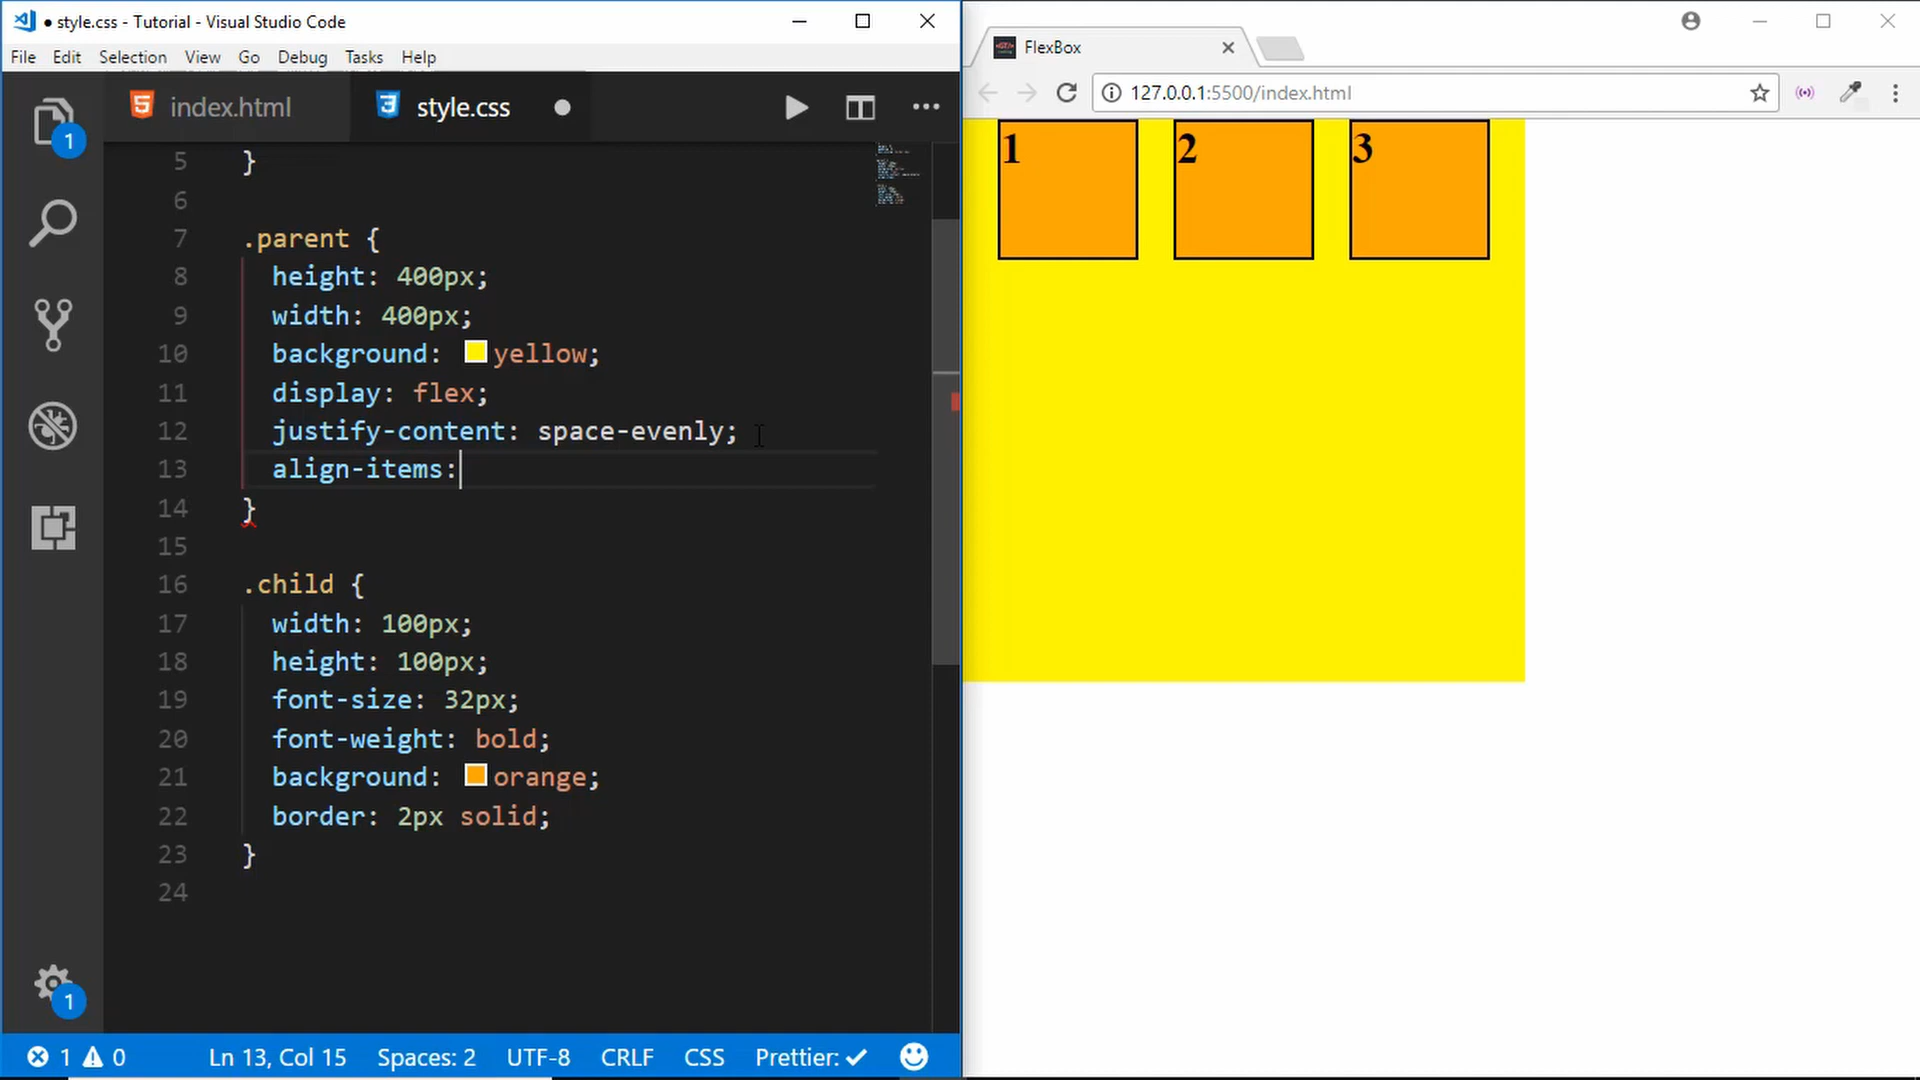 ● style.css - Tutorial - Visual Studio Code
File Edit Selection View Go Debug Tasks Help
1
index.html
style.css
5 }
6
7 .parent {
8 height: 400px;
9 width: 400px;
10 background: yellow;
11 display: flex;
12 justify-content: space-evenly;
13 align-items:
14 }
15
16 .child {
17 width: 100px;
18 height: 100px;
19 font-size: 32px;
20 font-weight: bold;
21 background: orange;
22 border: 2px solid;
23 }
24
1
1 0 Ln 13, Col 15 Spaces: 2 UTF-8 CRLF CSS Prettier: ✓
FlexBox
127.0.0.1:5500/index.html
1 2 3